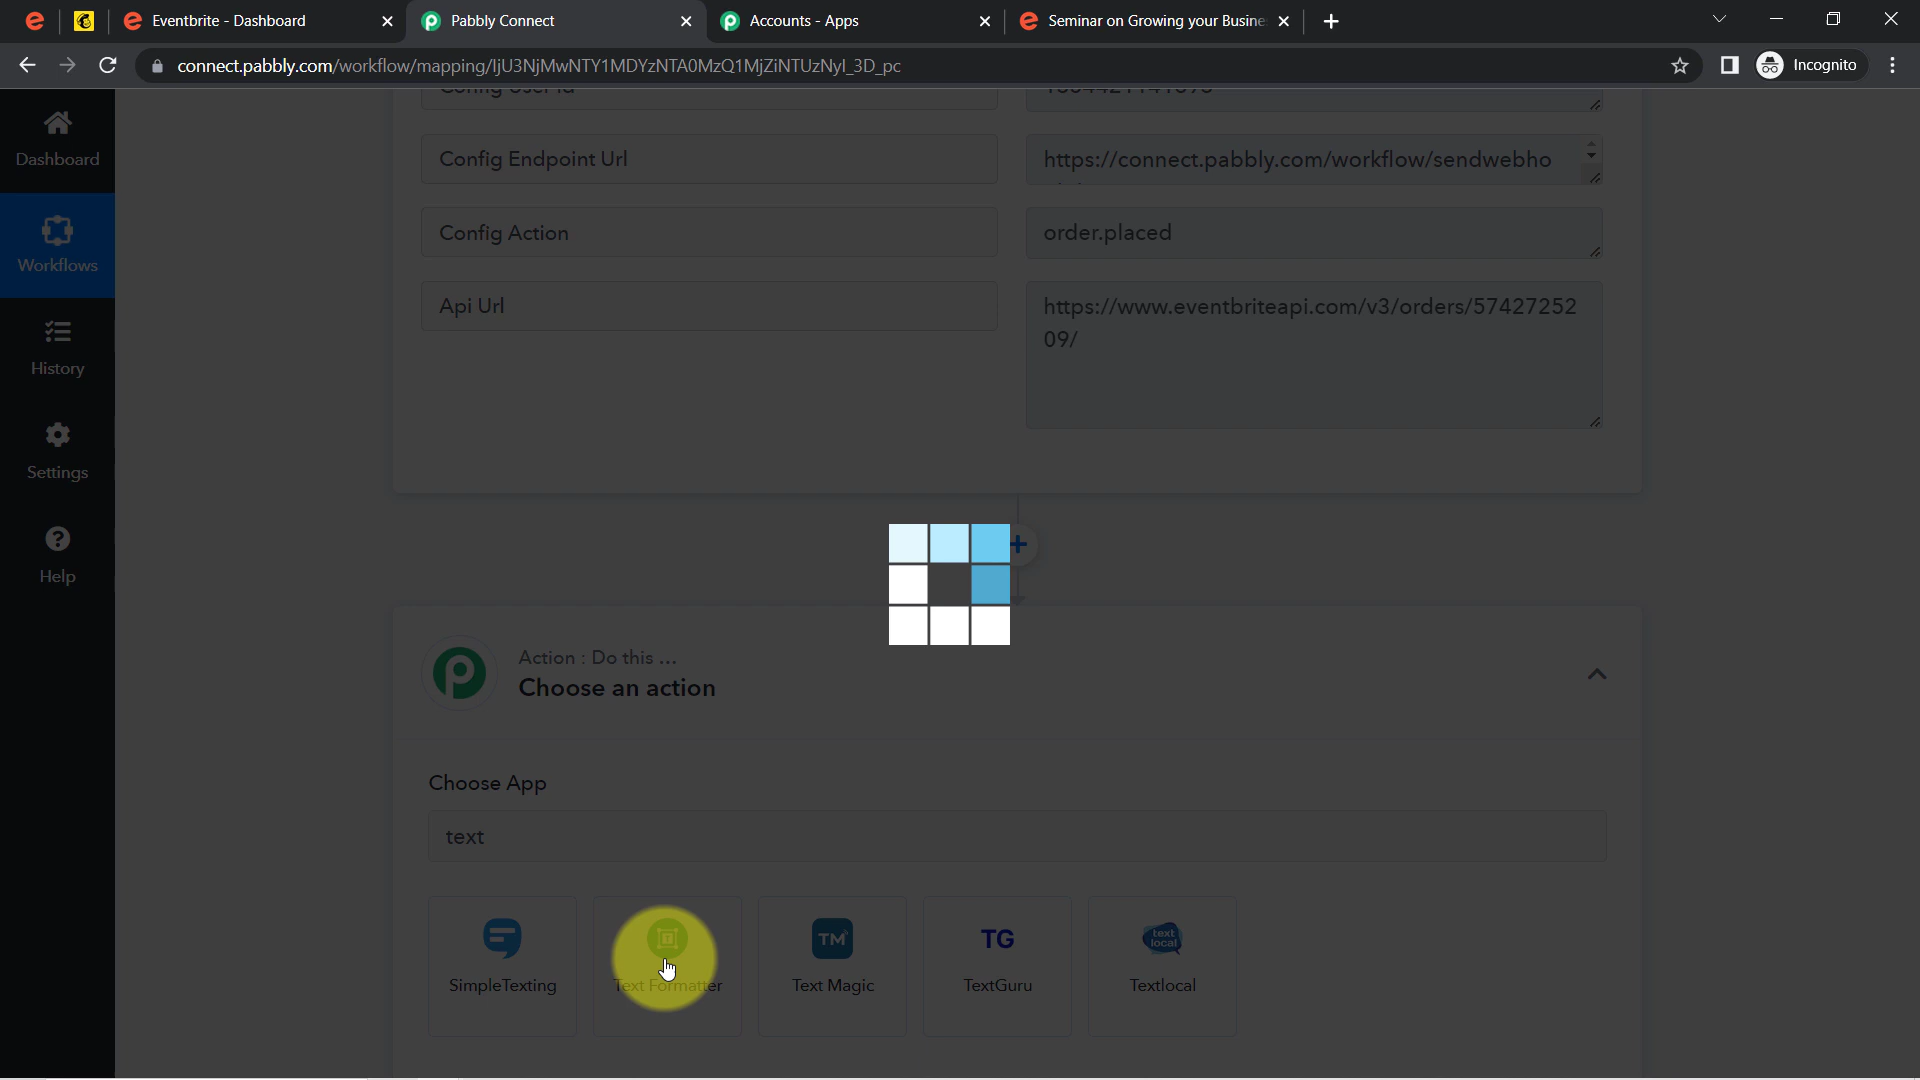 Eventbrite - Dashboard
Pabbly Connect
Accounts - Apps
Seminar on Growing your Busine
connect.pabbly.com/workflow/mapping/IjU3NjMwNTY1MDYzNTA0MzQ1MjZiNTUzNyI_3D_pc
Incognito
Dashboard
Workflows
History
Settings
Help
Config User Id
Config Endpoint Url
https://connect.pabbly.com/workflow/sendwebho
Config Action
order.placed
Api Url
https://www.eventbriteapi.com/v3/orders/57427252
09/
Action : Do this ...
Choose an action
Choose App
text
SimpleTexting
Text Formatter
TM
Text Magic
TG
TextGuru
text
local
Textlocal